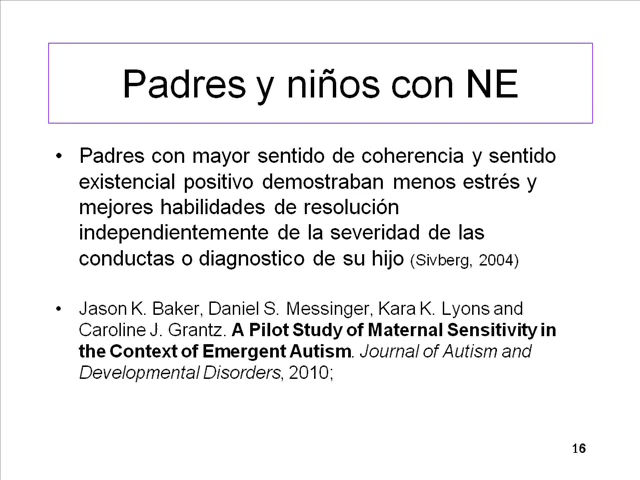 Padres y niños con NE
• Padres con mayor sentido de coherencia y sentido
existencial positivo demostraban menos estrés y
mejores habilidades de resolución
independientemente de la severidad de las
conductas o diagnostico de su hijo (Sivberg, 2004)
• Jason K. Baker, Daniel S. Messinger, Kara K. Lyons and
Caroline J. Grantz. A Pilot Study of Maternal Sensitivity in
the Context of Emergent Autism. Journal of Autism and
Developmental Disorders, 2010;
16